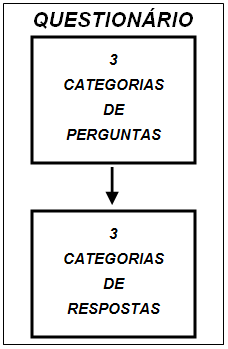 QUESTIONÁRIO
3
CATEGORIAS
DE
PERGUNTAS
3
CATEGORIAS
DE
RESPOSTAS